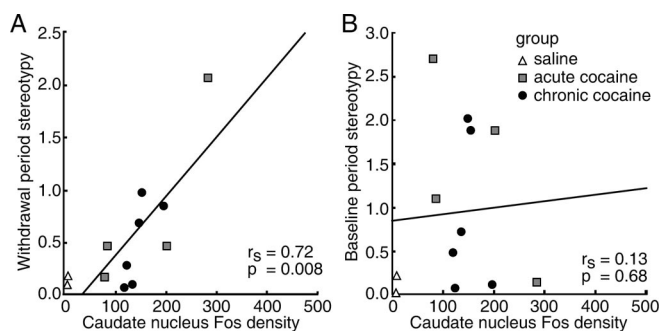 A
Withdrawal period stereotypy
2.5
2.0
1.5
1.0
0.5
0.0
0 100 200 300 400 500
Caudate nucleus Fos density
rs = 0.72
p = 0.008
B
Baseline period stereotypy
3.0
2.5
2.0
1.5
1.0
0.5
0.0
0 100 200 300 400 500
Caudate nucleus Fos density
group
saline
acute cocaine
chronic cocaine
rs = 0.13
p = 0.68